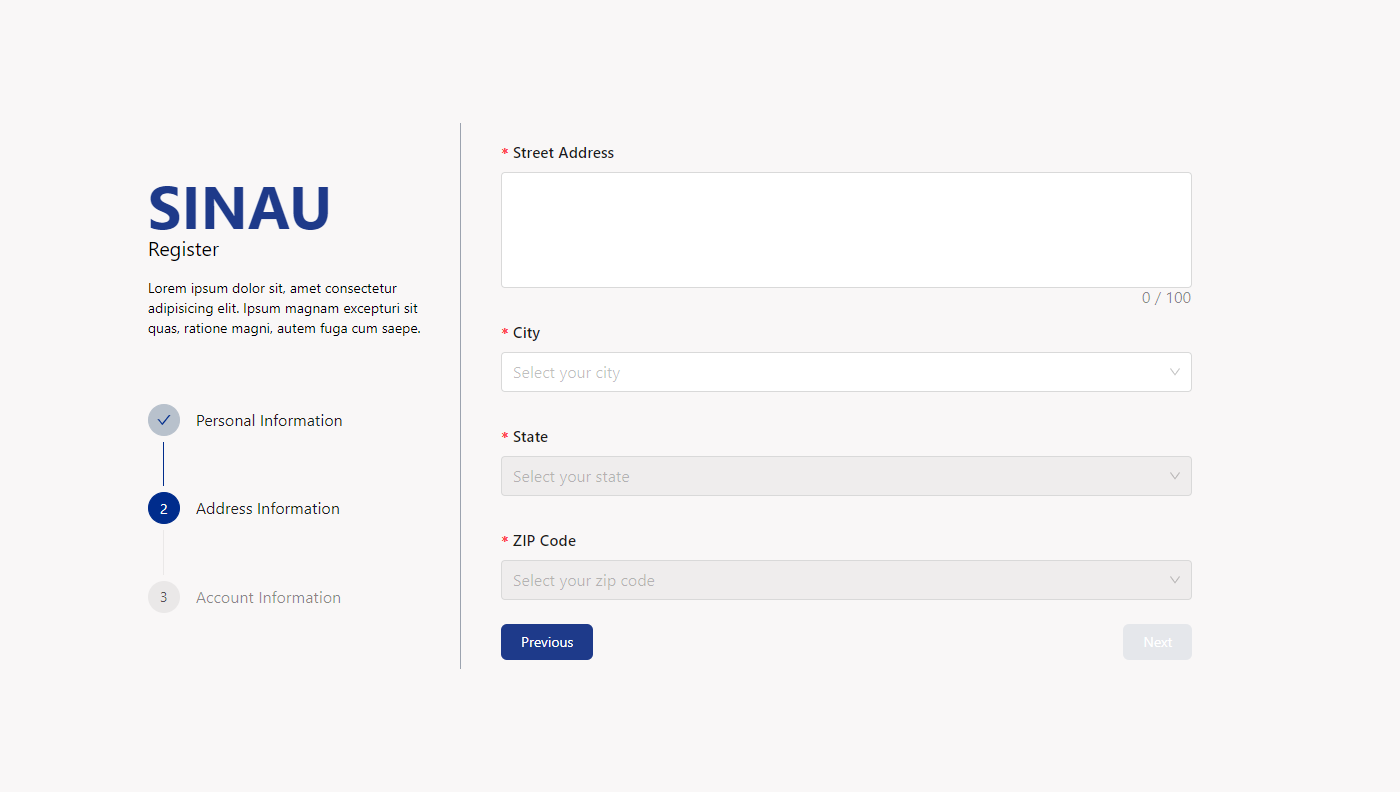 SINAU
Register
Lorem ipsum dolor sit, amet consectetur
adipisicing elit. Ipsum magnam excepturi sit
quas, ratione magni, autem fuga cum saepe.
Personal Information
2 Address Information
3 Account Information
* Street Address
0 / 100
* City
Select your city
* State
Select your state
* ZIP Code
Select your zip code
Previous
Next